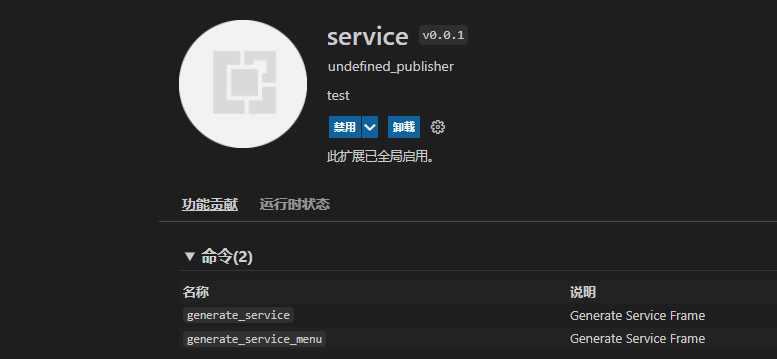 service v0.0.1
undefined_publisher
test
禁用 卸载
此扩展已全局启用。
功能贡献 运行时状态
命令(2)
名称 说明
generate_service Generate Service Frame
generate_service_menu Generate Service Frame